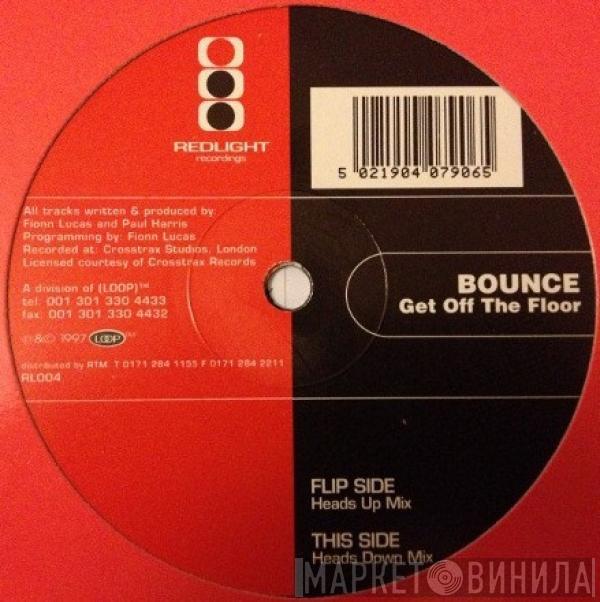 REDLIGHT
recordings
5 021904 079065
All tracks written & produced by:
Fionn Lucas and Paul Harris
Programming by: Fionn Lucas
Recorded at: Crosstrax Studios, London
Licensed courtesy of Crosstrax Records
A division of (LOOP)ltd
tel: 001 301 330 4433
fax: 001 301 330 4432
℗ & © 1997 LOOP
distributed by RTM. T 0171 284 1155 F 0171 284 2211
RL004
BOUNCE
Get Off The Floor
FLIP SIDE
Heads Up Mix
THIS SIDE
Heads Down Mix
МАРКЕТ ВИНИЛА